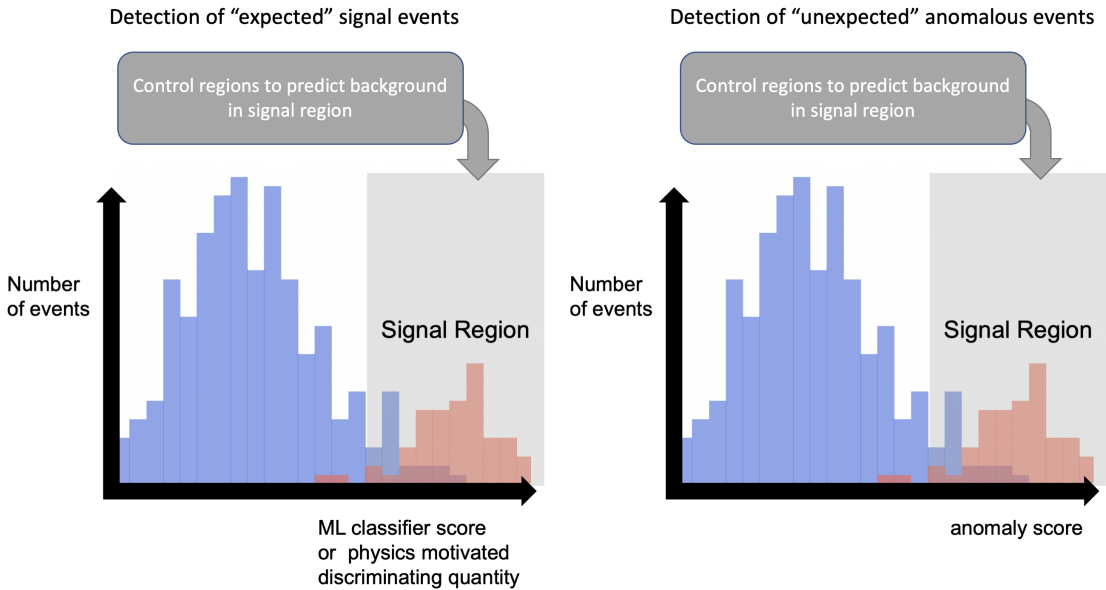 Detection of “expected” signal events
Control regions to predict background
in signal region
Number
of events
Signal Region
ML classifier score
or physics motivated
discriminating quantity
Detection of “unexpected” anomalous events
Control regions to predict background
in signal region
Number
of events
Signal Region
anomaly score